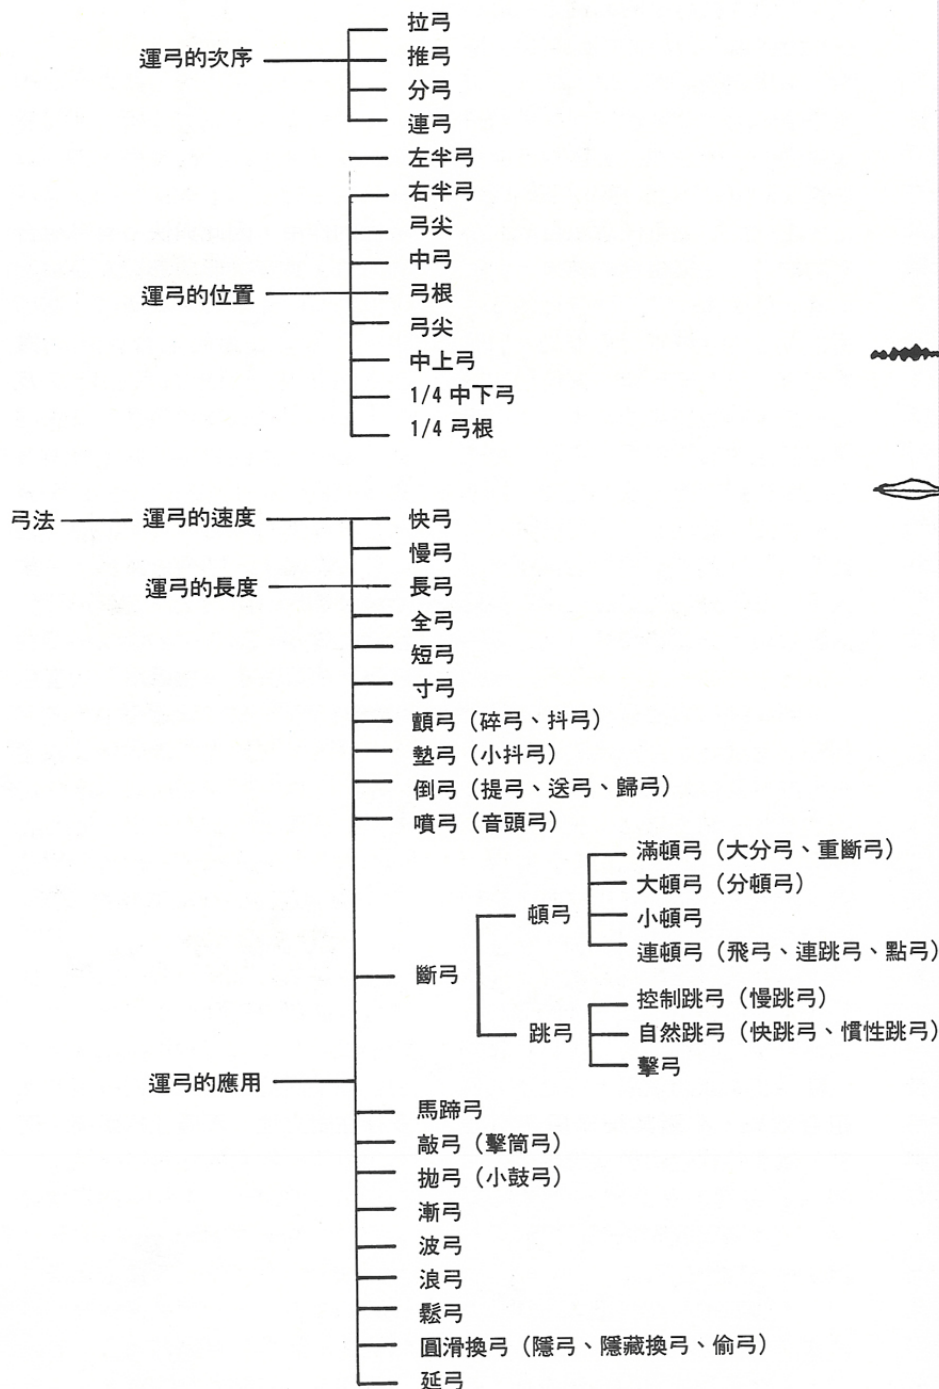 拉弓
運弓的次序
推弓
分弓
連弓
左半弓
右半弓
弓尖
中弓
運弓的位置
弓根
弓尖
中上弓
1/4 中下弓
1/4 弓根
弓法
運弓的速度
快弓
慢弓
運弓的長度
長弓
全弓
短弓
寸弓
顫弓（碎弓、抖弓）
墊弓（小抖弓）
倒弓（提弓、送弓、歸弓）
噴弓（音頭弓）
斷弓
頓弓
滿頓弓（大分弓、重斷弓）
大頓弓（分頓弓）
小頓弓
連頓弓（飛弓、連跳弓、點弓）
跳弓
控制跳弓（慢跳弓）
自然跳弓（快跳弓、慣性跳弓）
擊弓
運弓的應用
馬蹄弓
敲弓（擊筒弓）
拋弓（小鼓弓）
漸弓
波弓
浪弓
鬆弓
圓滑換弓（隱弓、隱藏換弓、偷弓）
延弓